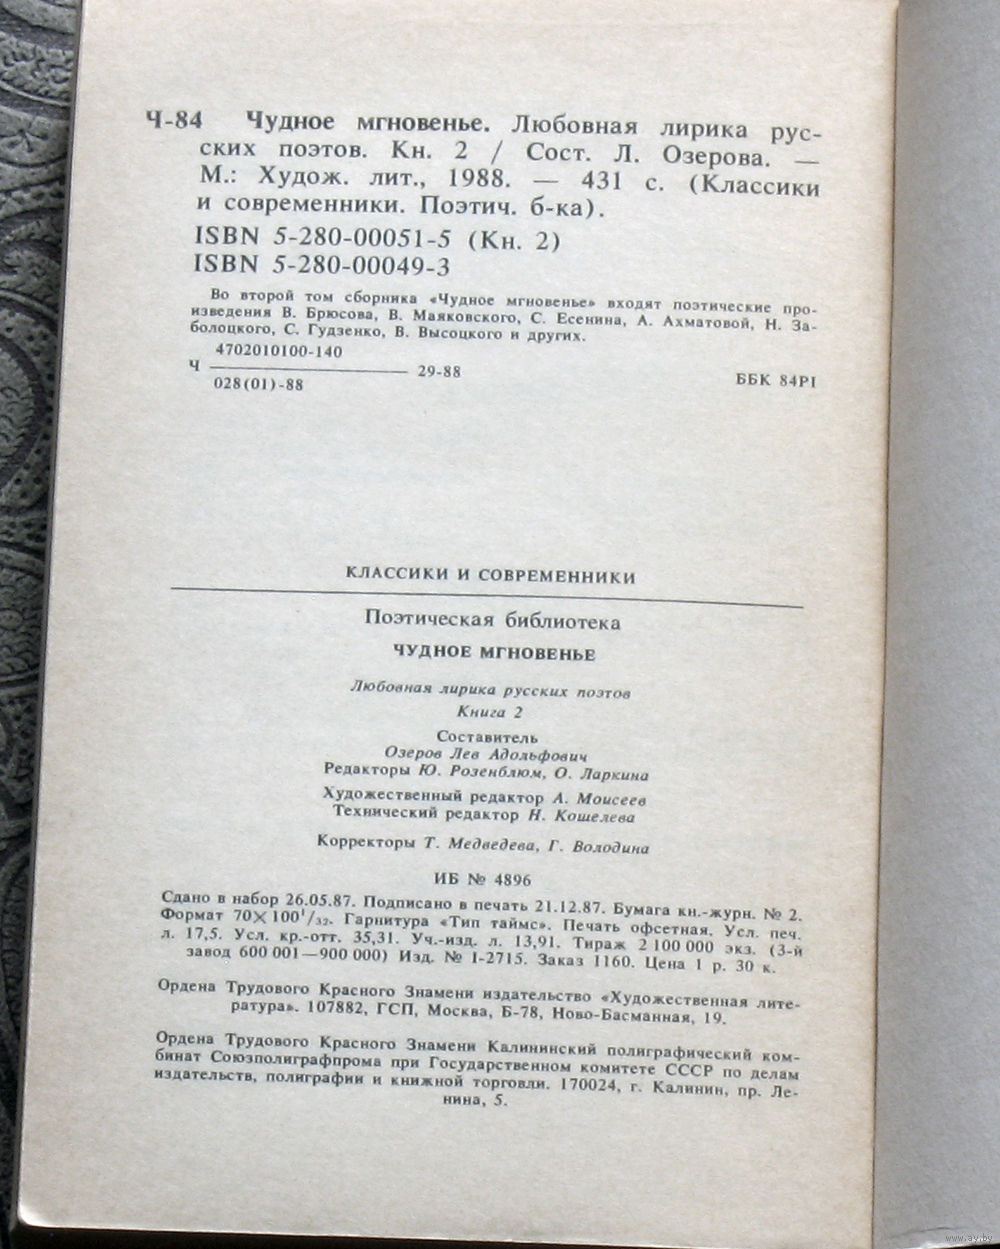 Ч-84 Чудное мгновенье. Любовная лирика рус-
ских поэтов. Кн. 2 / Сост. Л. Озерова. —
М.: Худож. лит., 1988. — 431 с. (Классики
и современники. Поэтич. б-ка).
ISBN 5-280-00051-5 (Кн. 2)
ISBN 5-280-00049-3
Во второй том сборника «Чудное мгновенье» входят поэтические про-
изведения В. Брюсова, В. Маяковского, С. Есенина, А. Ахматовой, Н. За-
болоцкого, С. Гудзенко, В. Высоцкого и других.
4702010100-140
Ч ———————— 29-88
028(01)-88
ББК 84Р1
КЛАССИКИ И СОВРЕМЕННИКИ
Поэтическая библиотека
ЧУДНОЕ МГНОВЕНЬЕ
Любовная лирика русских поэтов
Книга 2
Составитель
Озеров Лев Адольфович
Редакторы Ю. Розенблюм, О. Ларкина
Художественный редактор А. Моисеев
Технический редактор Н. Кошелева
Корректоры Т. Медведева, Г. Володина
ИБ № 4896
Сдано в набор 26.05.87. Подписано в печать 21.12.87. Бумага кн.-журн. № 2.
Формат 70×100¹/₃₂. Гарнитура «Тип таймс». Печать офсетная. Усл. печ.
л. 17,5. Усл. кр.-отт. 35,31. Уч.-изд. л. 13,91. Тираж 2 100 000 экз. (3-й
завод 600 001—900 000) Изд. № I-2715. Заказ 1160. Цена 1 р. 30 к.
Ордена Трудового Красного Знамени издательство «Художественная лите-
ратура». 107882, ГСП, Москва, Б-78, Ново-Басманная, 19.
Ордена Трудового Красного Знамени Калининский полиграфический ком-
бинат Союзполиграфпрома при Государственном комитете СССР по делам
издательств, полиграфии и книжной торговли. 170024, г. Калинин, пр. Ле-
нина, 5.
www.ay.by